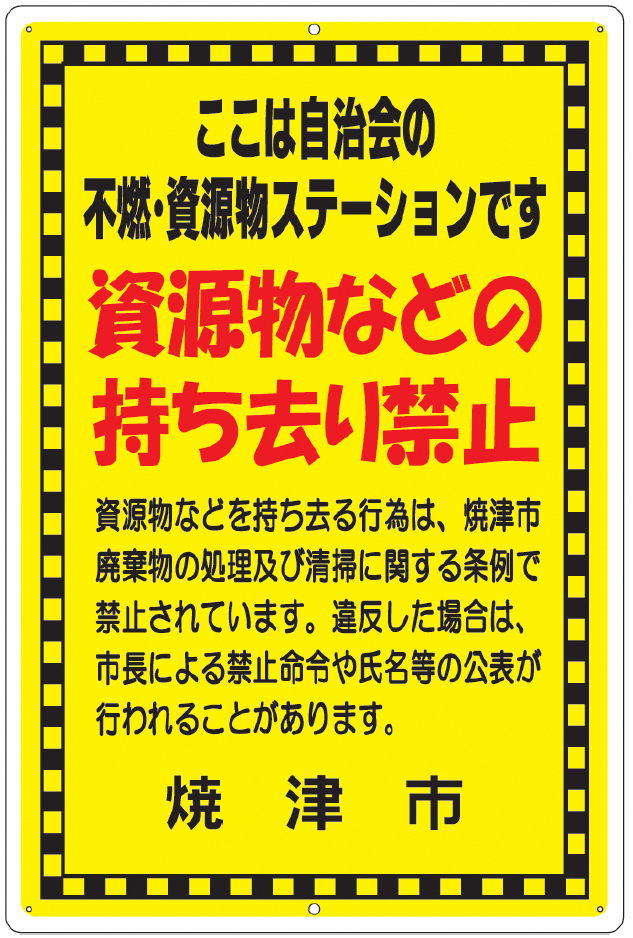 ここは自治会の
不燃・資源物ステーションです
資源物などの
持ち去り禁止
資源物などを持ち去る行為は、焼津市
廃棄物の処理及び清掃に関する条例で
禁止されています。違反した場合は、
市長による禁止命令や氏名等の公表が
行われることがあります。
焼津市